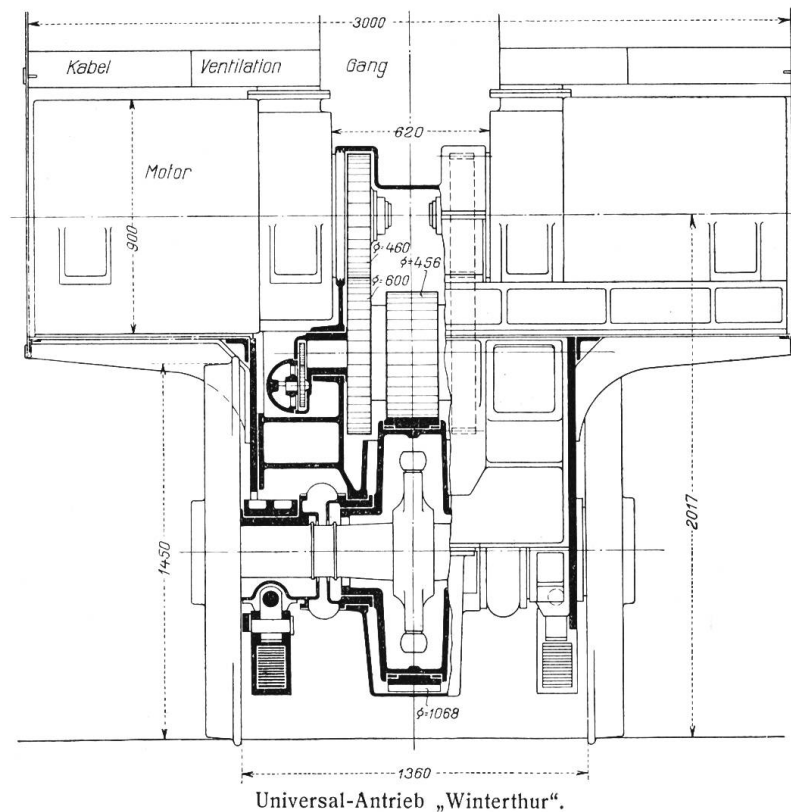 3000
Kabel Ventilation Gang
620
Motor
900
ϕ=460
ϕ=456
ϕ=600
1450
2017
ϕ=1068
1360
Universal-Antrieb „Winterthur“.